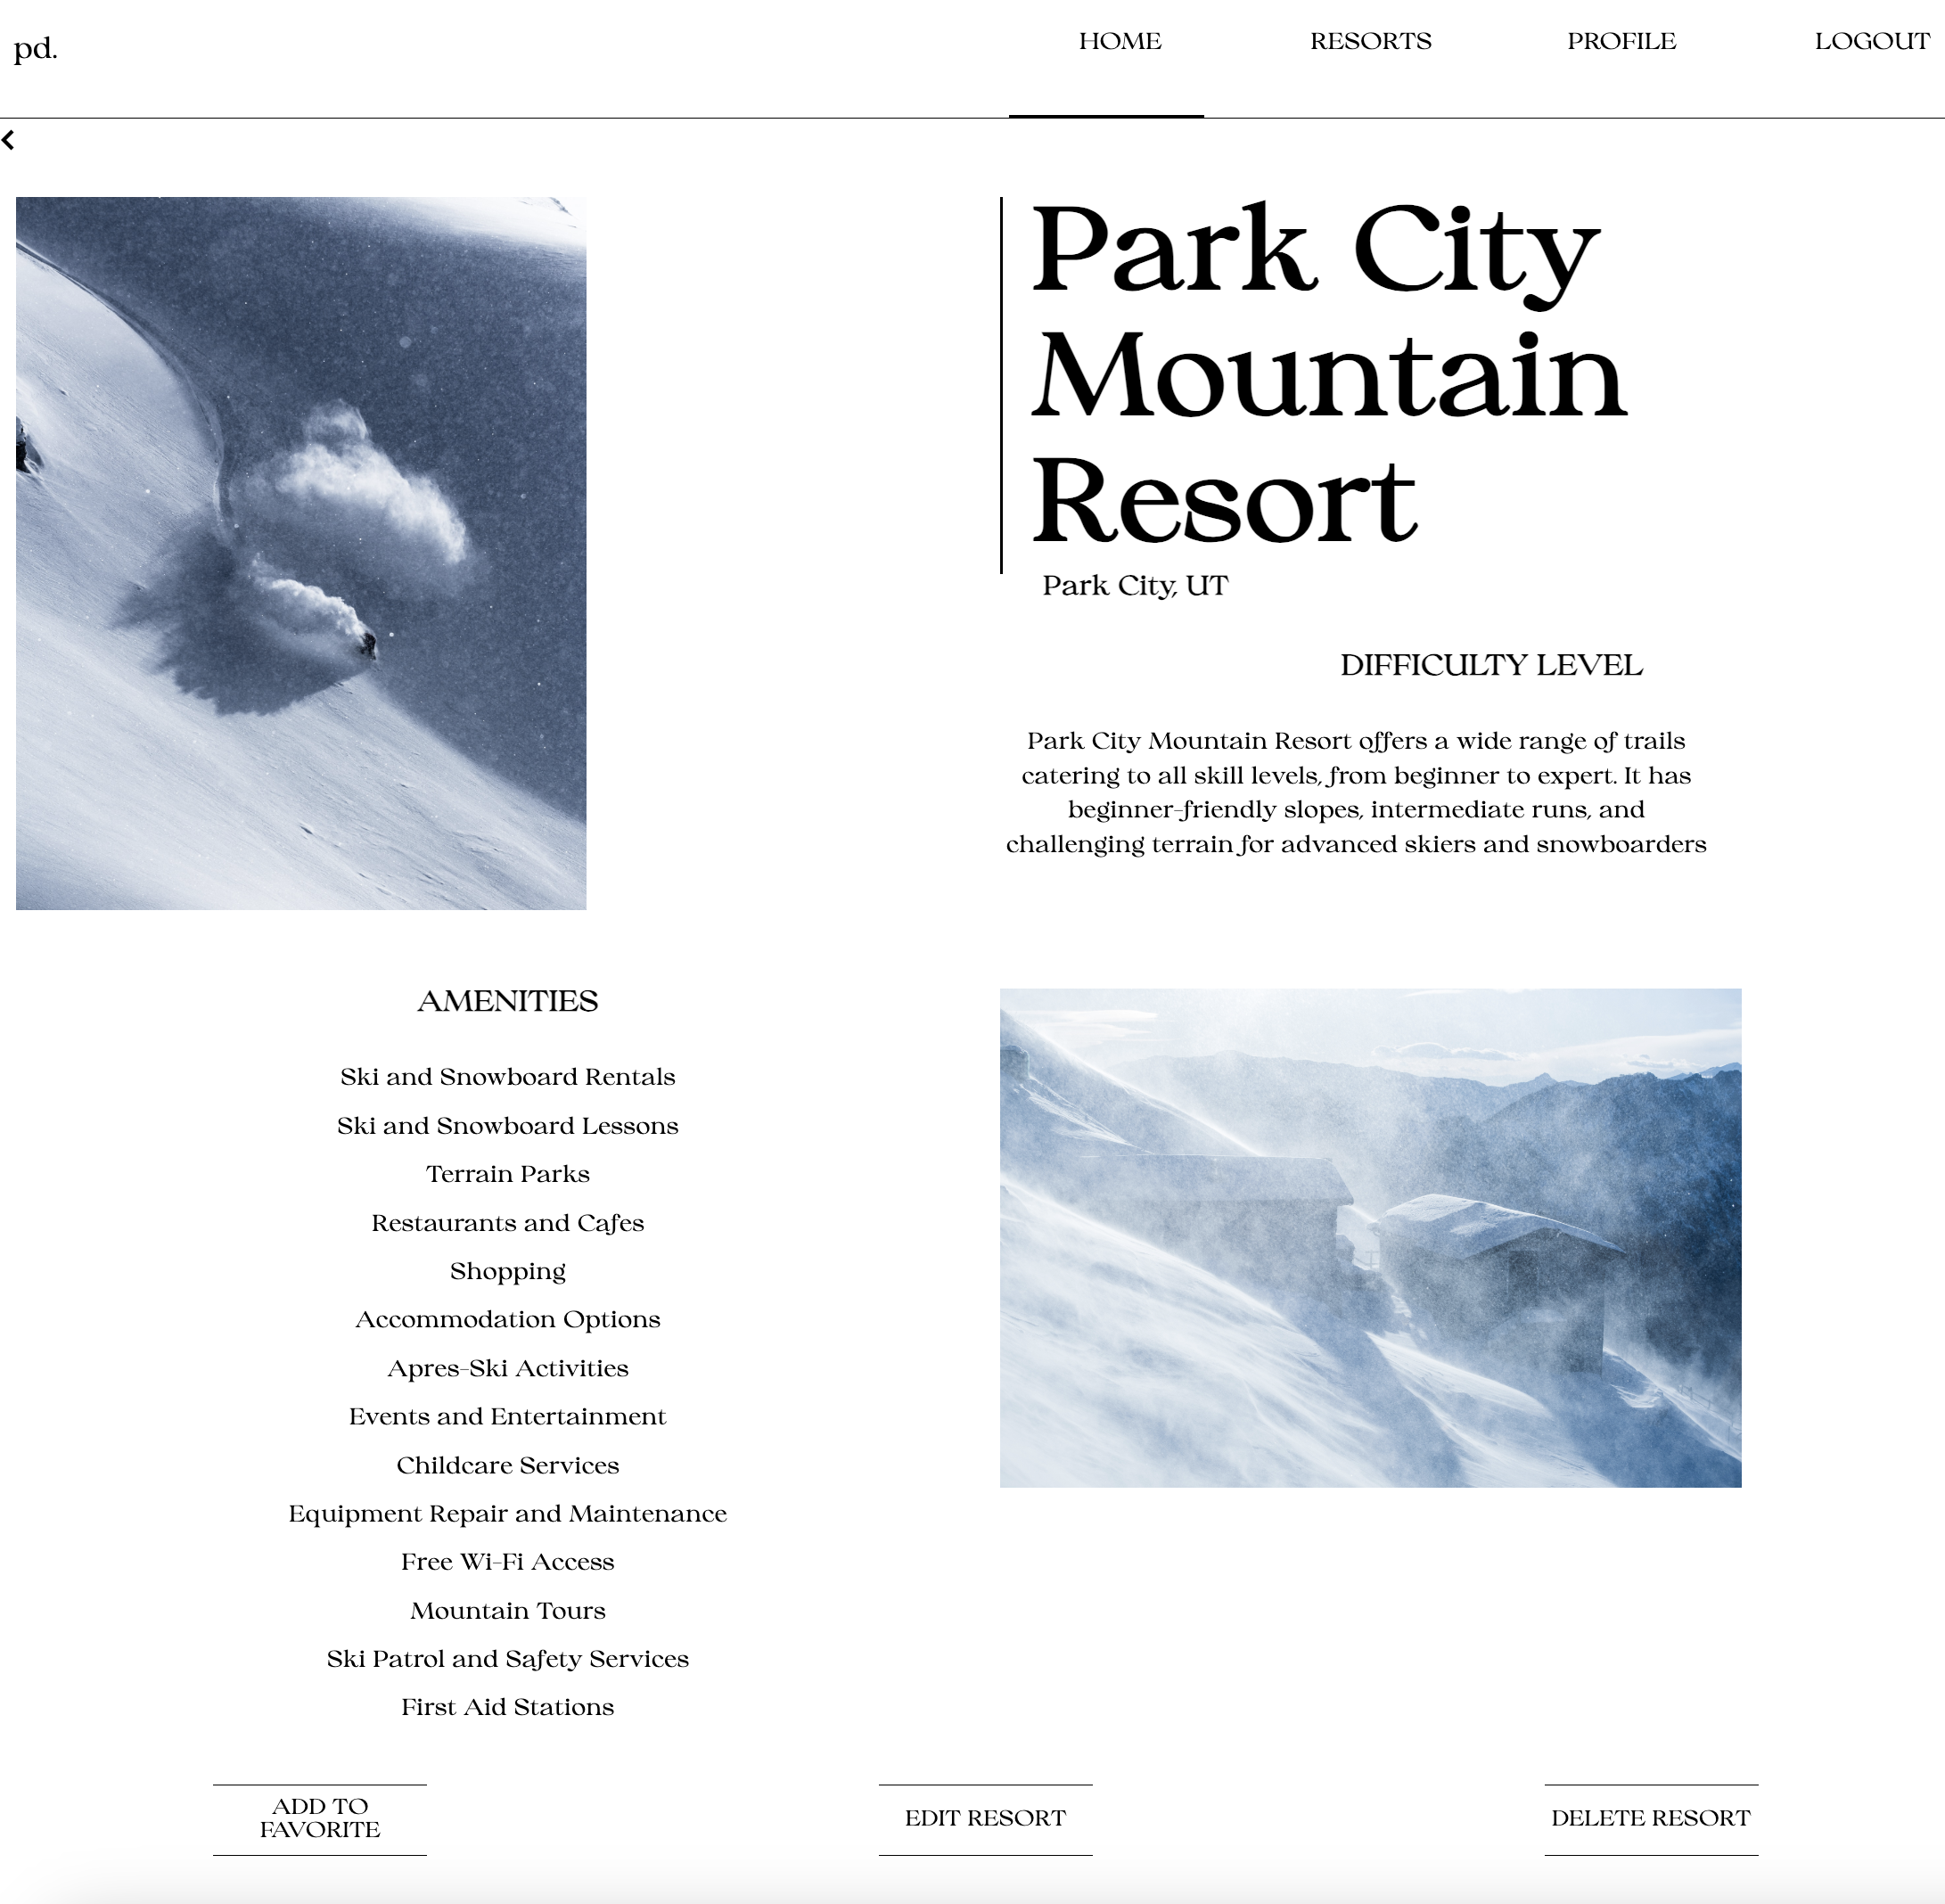 pd.
HOME
RESORTS
PROFILE
LOGOUT
Park City
Mountain
Resort
Park City, UT
DIFFICULTY LEVEL
Park City Mountain Resort offers a wide range of trails
catering to all skill levels, from beginner to expert. It has
beginner-friendly slopes, intermediate runs, and
challenging terrain for advanced skiers and snowboarders
AMENITIES
Ski and Snowboard Rentals
Ski and Snowboard Lessons
Terrain Parks
Restaurants and Cafes
Shopping
Accommodation Options
Apres-Ski Activities
Events and Entertainment
Childcare Services
Equipment Repair and Maintenance
Free Wi-Fi Access
Mountain Tours
Ski Patrol and Safety Services
First Aid Stations
ADD TO
FAVORITE
EDIT RESORT
DELETE RESORT